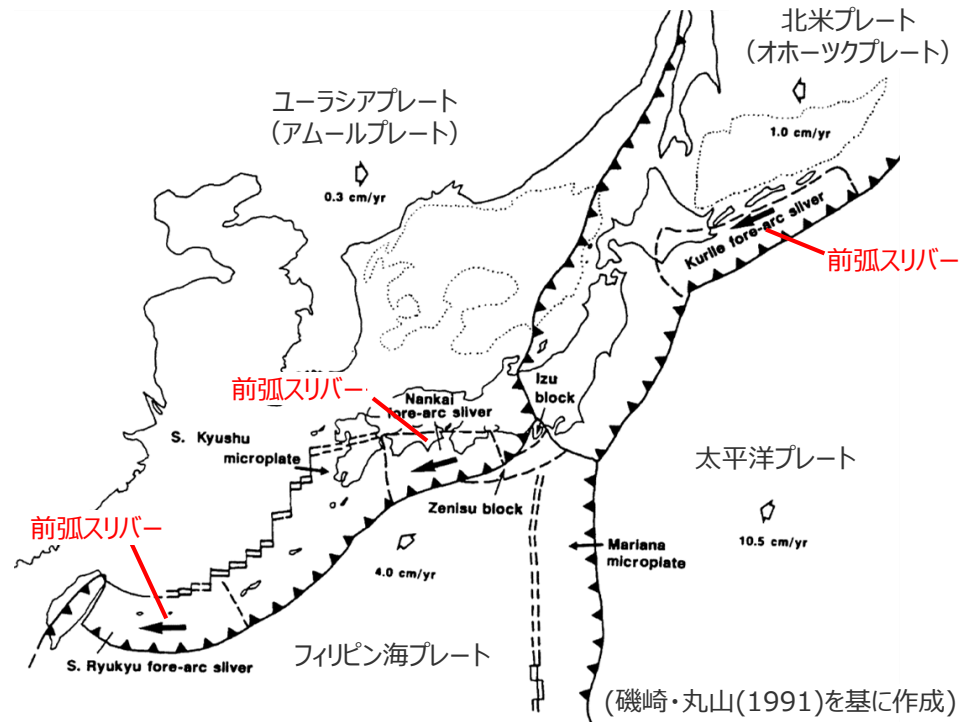 北米プレート
（オホーツクプレート）
1.0 cm/yr
ユーラシアプレート
（アムールプレート）
0.3 cm/yr
Kurile fore-arc sliver
前弧スリバー
前弧スリバー
Nankai
fore-arc sliver
Izu
block
S. Kyushu
microplate
Zenisu block
太平洋プレート
10.5 cm/yr
前弧スリバー
4.0 cm/yr
Mariana
microplate
S. Ryukyu fore-arc sliver
フィリピン海プレート
(磯崎・丸山(1991)を基に作成)